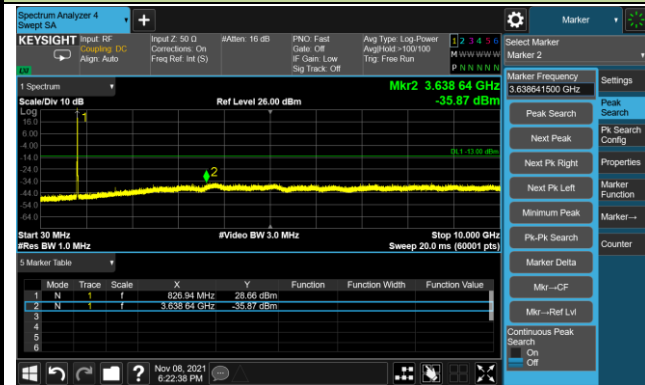 Spectrum Analyzer 4
Swept SA
KEYSIGHT Input: RF
Coupling: DC
Align: Auto
Input Z: 50 Ω
Corrections: On
Freq Ref: Int (S)
#Atten: 16 dB
PNO: Fast
Gate: Off
IF Gain: Low
Sig Track: Off
Avg Type: Log-Power
Avg|Hold:>100/100
Trig: Free Run
1 2 3 4 5 6
M W W W W W
P N N N N N
1 Spectrum
Scale/Div 10 dB
Ref Level 26.00 dBm
Mkr2 3.638 64 GHz
-35.87 dBm
Log
16.0
6.00
-4.00
-14.0
-24.0
-34.0
-44.0
-54.0
-64.0
1
2
DL1 -13.00 dBm
Start 30 MHz
#Res BW 1.0 MHz
#Video BW 3.0 MHz
Stop 10.000 GHz
Sweep 20.0 ms (60001 pts)
5 Marker Table
Mode Trace Scale X Y Function Function Width Function Value
1 N 1 f 826.94 MHz 28.66 dBm
2 N 1 f 3.638 64 GHz -35.87 dBm
3
4
5
6
Nov 08, 2021
6:22:38 PM
Marker
Select Marker
Marker 2
Marker Frequency
3.638641500 GHz
Peak Search
Next Peak
Next Pk Right
Next Pk Left
Minimum Peak
Pk-Pk Search
Marker Delta
Mkr→CF
Mkr→Ref Lvl
Continuous Peak
Search
On
Off
Settings
Peak
Search
Pk Search
Config
Properties
Marker
Function
Marker→
Counter